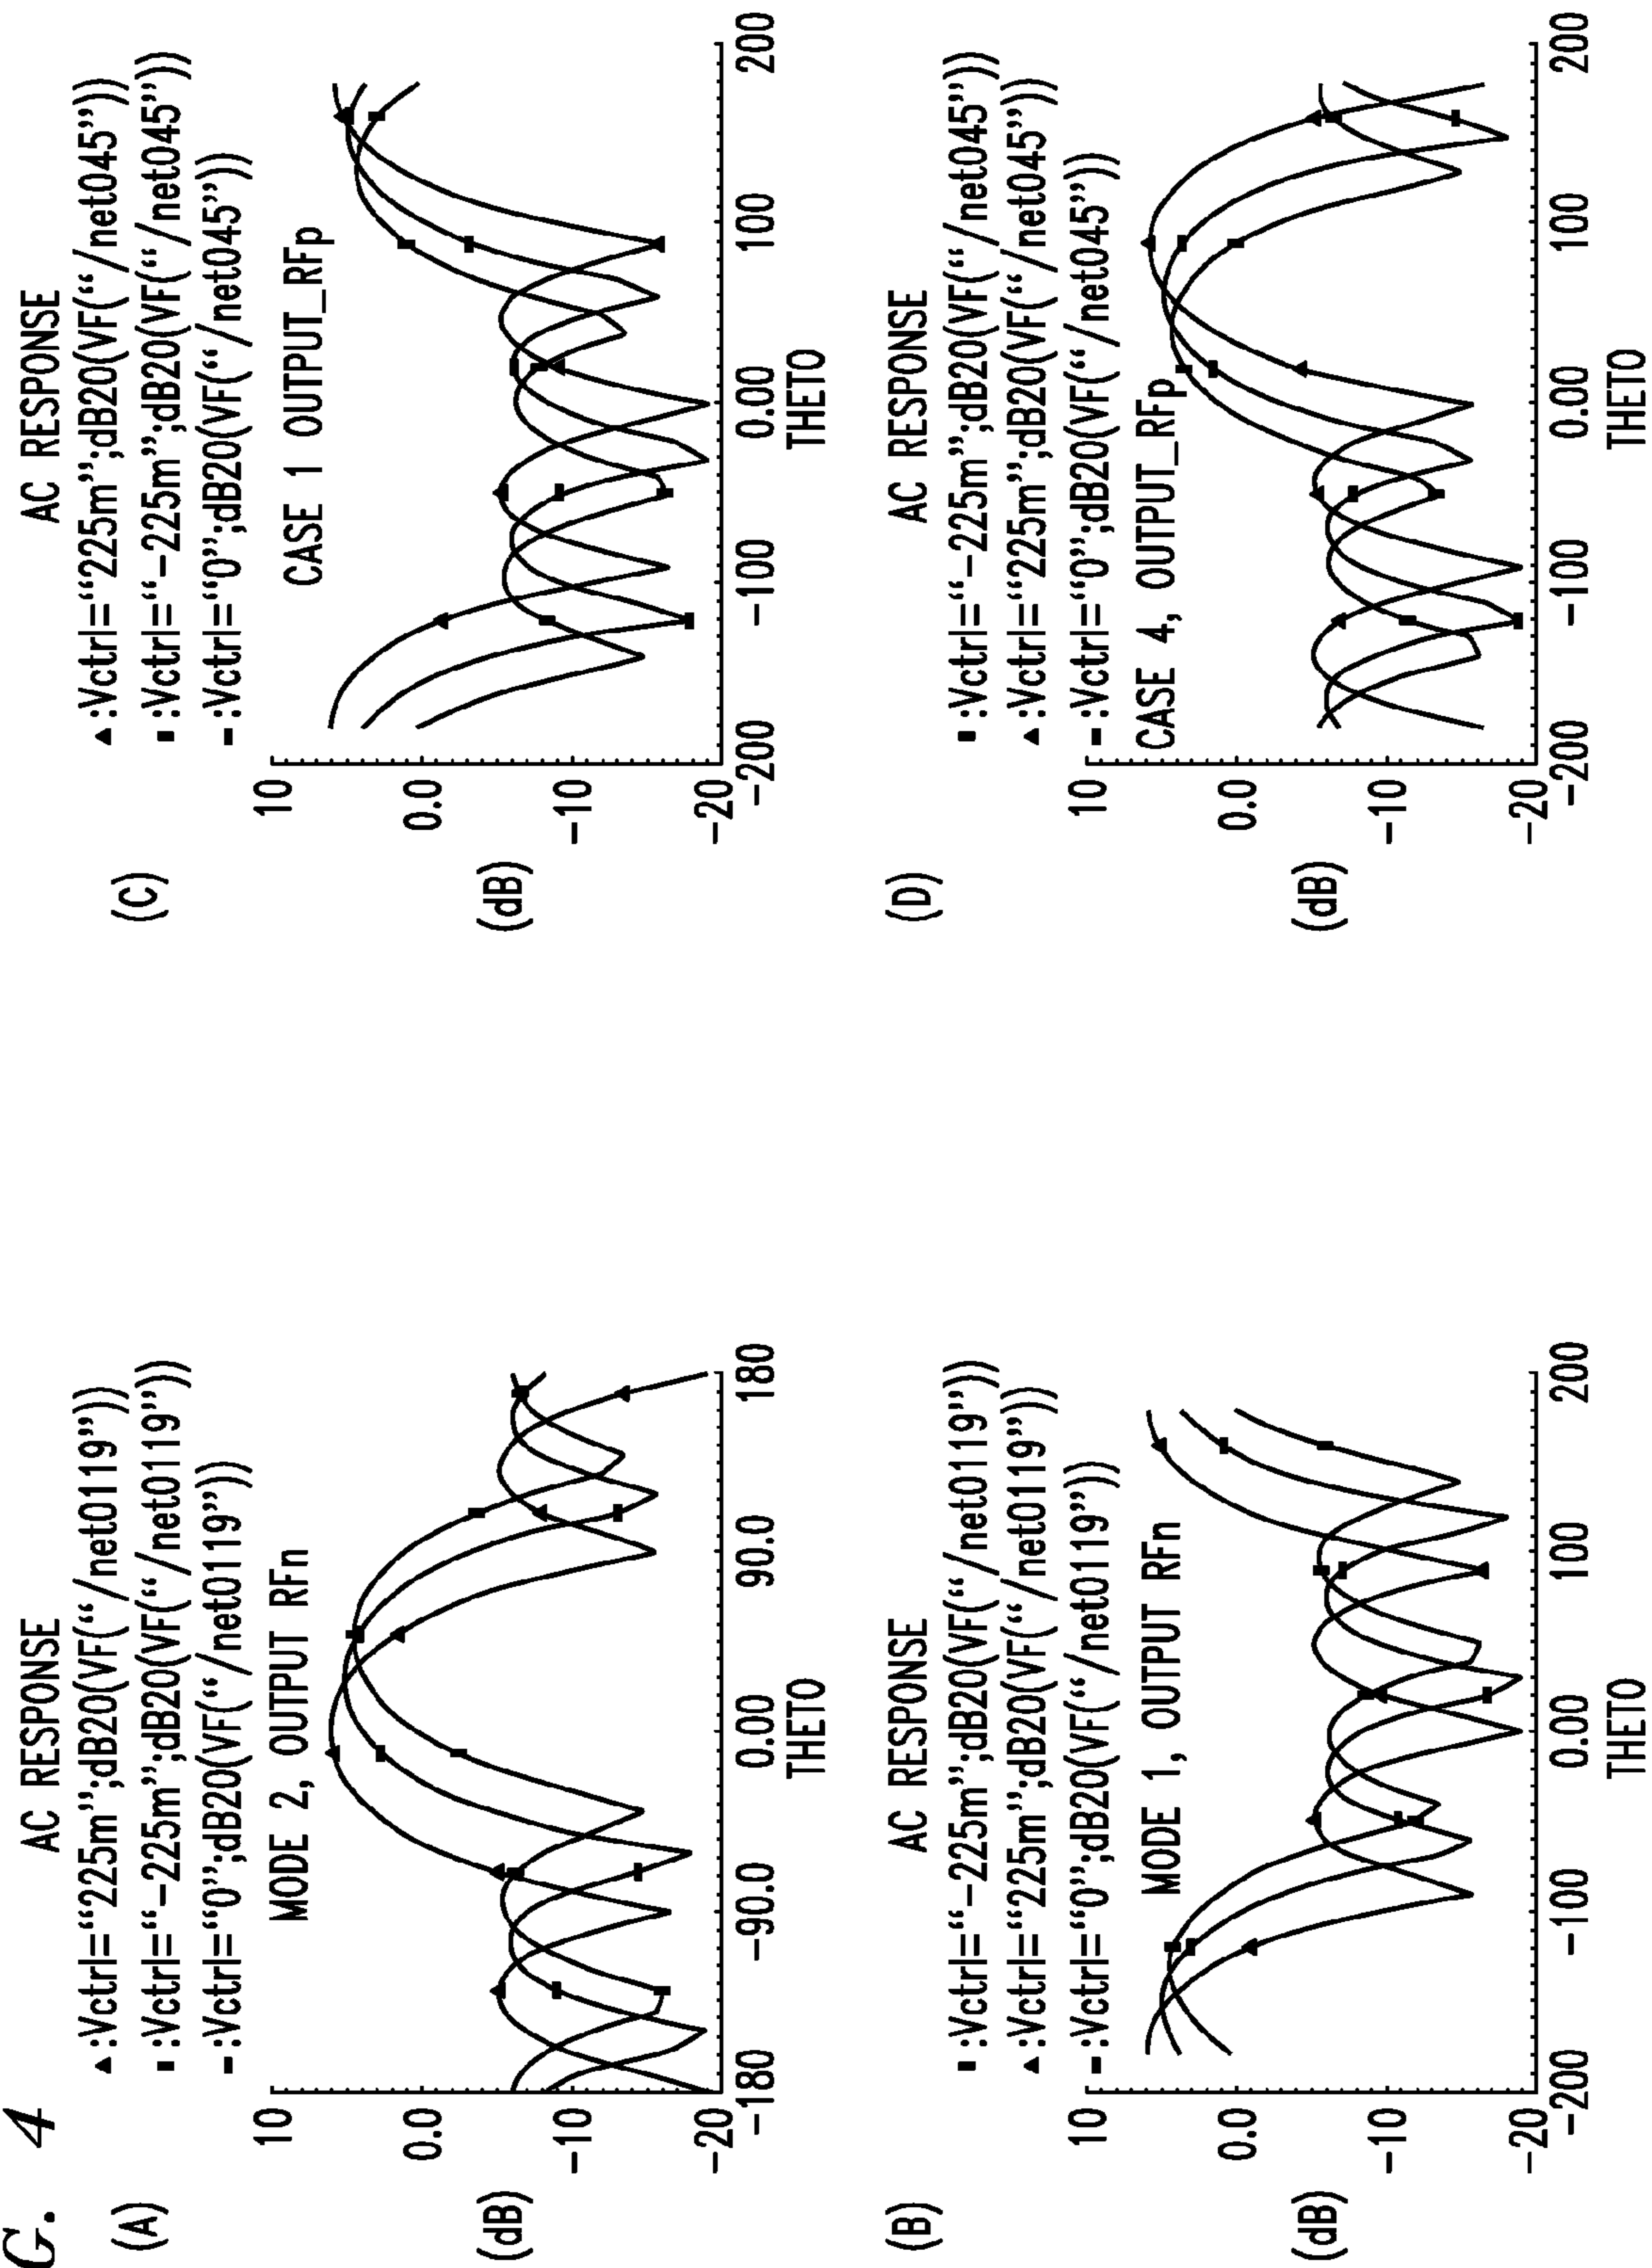 G. 4
(A)
AC RESPONSE
▲:Vctrl=“225m”;dB20(VF(“/net0119”))
▪:Vctrl=“-225m”;dB20(VF(“/net0119”))
-:Vctrl=“0”;dB20(VF(“/net0119”))
MODE 2, OUTPUT RFn
10
0.0
-10
-20
(dB)
-180
-90.0
0.00
90.0
180
THETO
(B)
AC RESPONSE
▪:Vctrl=“-225m”;dB20(VF(“/net0119”))
▲:Vctrl=“225m”;dB20(VF(“/net0119”))
-:Vctrl=“0”;dB20(VF(“/net0119”))
MODE 1, OUTPUT RFn
10
0.0
-10
-20
(dB)
-200
-100
0.00
100
200
THETO
(C)
AC RESPONSE
▲:Vctrl=“225m”;dB20(VF(“/net045”))
▪:Vctrl=“-225m”;dB20(VF(“/net045”))
-:Vctrl=“0”;dB20(VF(“/net045”))
CASE 1 OUTPUT_RFp
10
0.0
-10
-20
(dB)
-200
-100
0.00
100
200
THETO
(D)
AC RESPONSE
▪:Vctrl=“-225m”;dB20(VF(“/net045”))
▲:Vctrl=“225m”;dB20(VF(“/net045”))
-:Vctrl=“0”;dB20(VF(“/net045”))
CASE 4, OUTPUT_RFp
10
0.0
-10
-20
(dB)
-200
-100
0.00
100
200
THETO